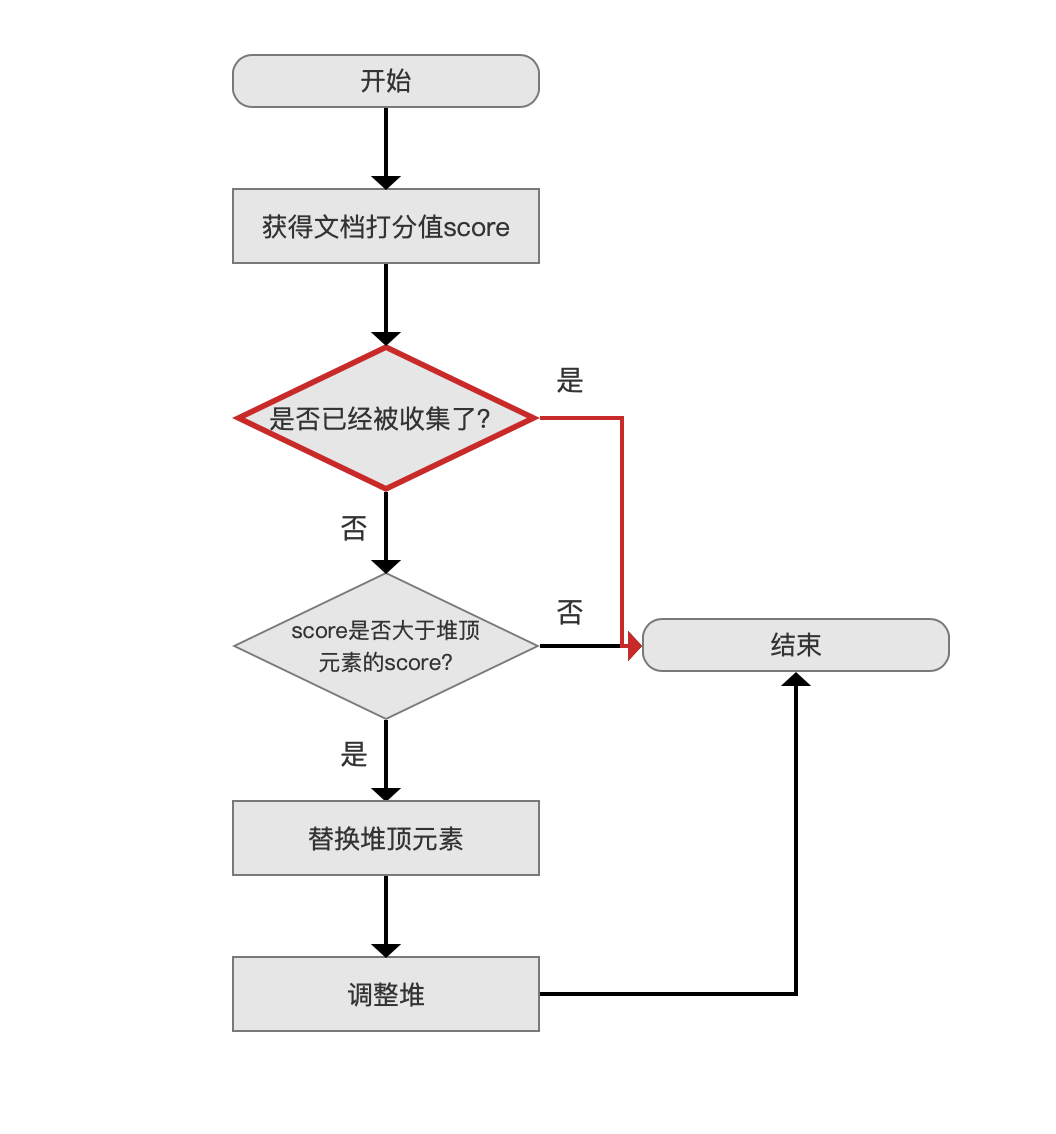 开始
获得文档打分值score
是否已经被收集了?
是
否
score是否大于堆顶
元素的score?
否
结束
是
替换堆顶元素
调整堆